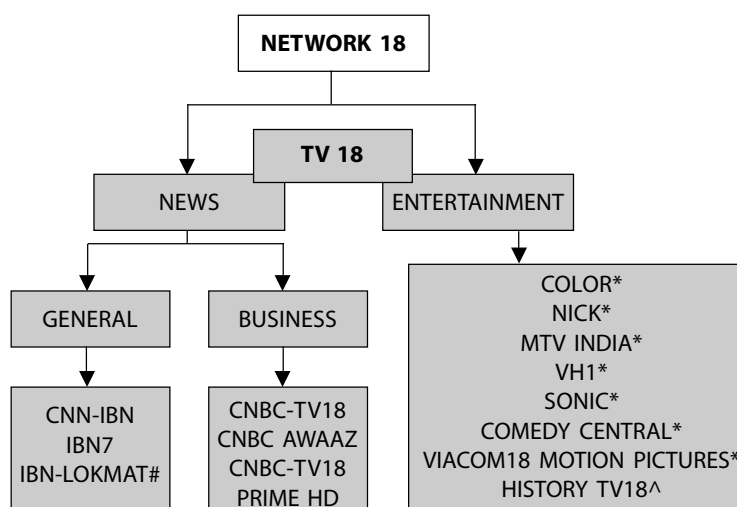 NETWORK 18
TV 18
NEWS
ENTERTAINMENT
GENERAL
BUSINESS
CNN-IBN
IBN7
IBN-LOKMAT#
CNBC-TV18
CNBC AWAAZ
CNBC-TV18
PRIME HD
COLOR*
NICK*
MTV INDIA*
VH1*
SONIC*
COMEDY CENTRAL*
VIACOM18 MOTION PICTURES*
HISTORY TV18^